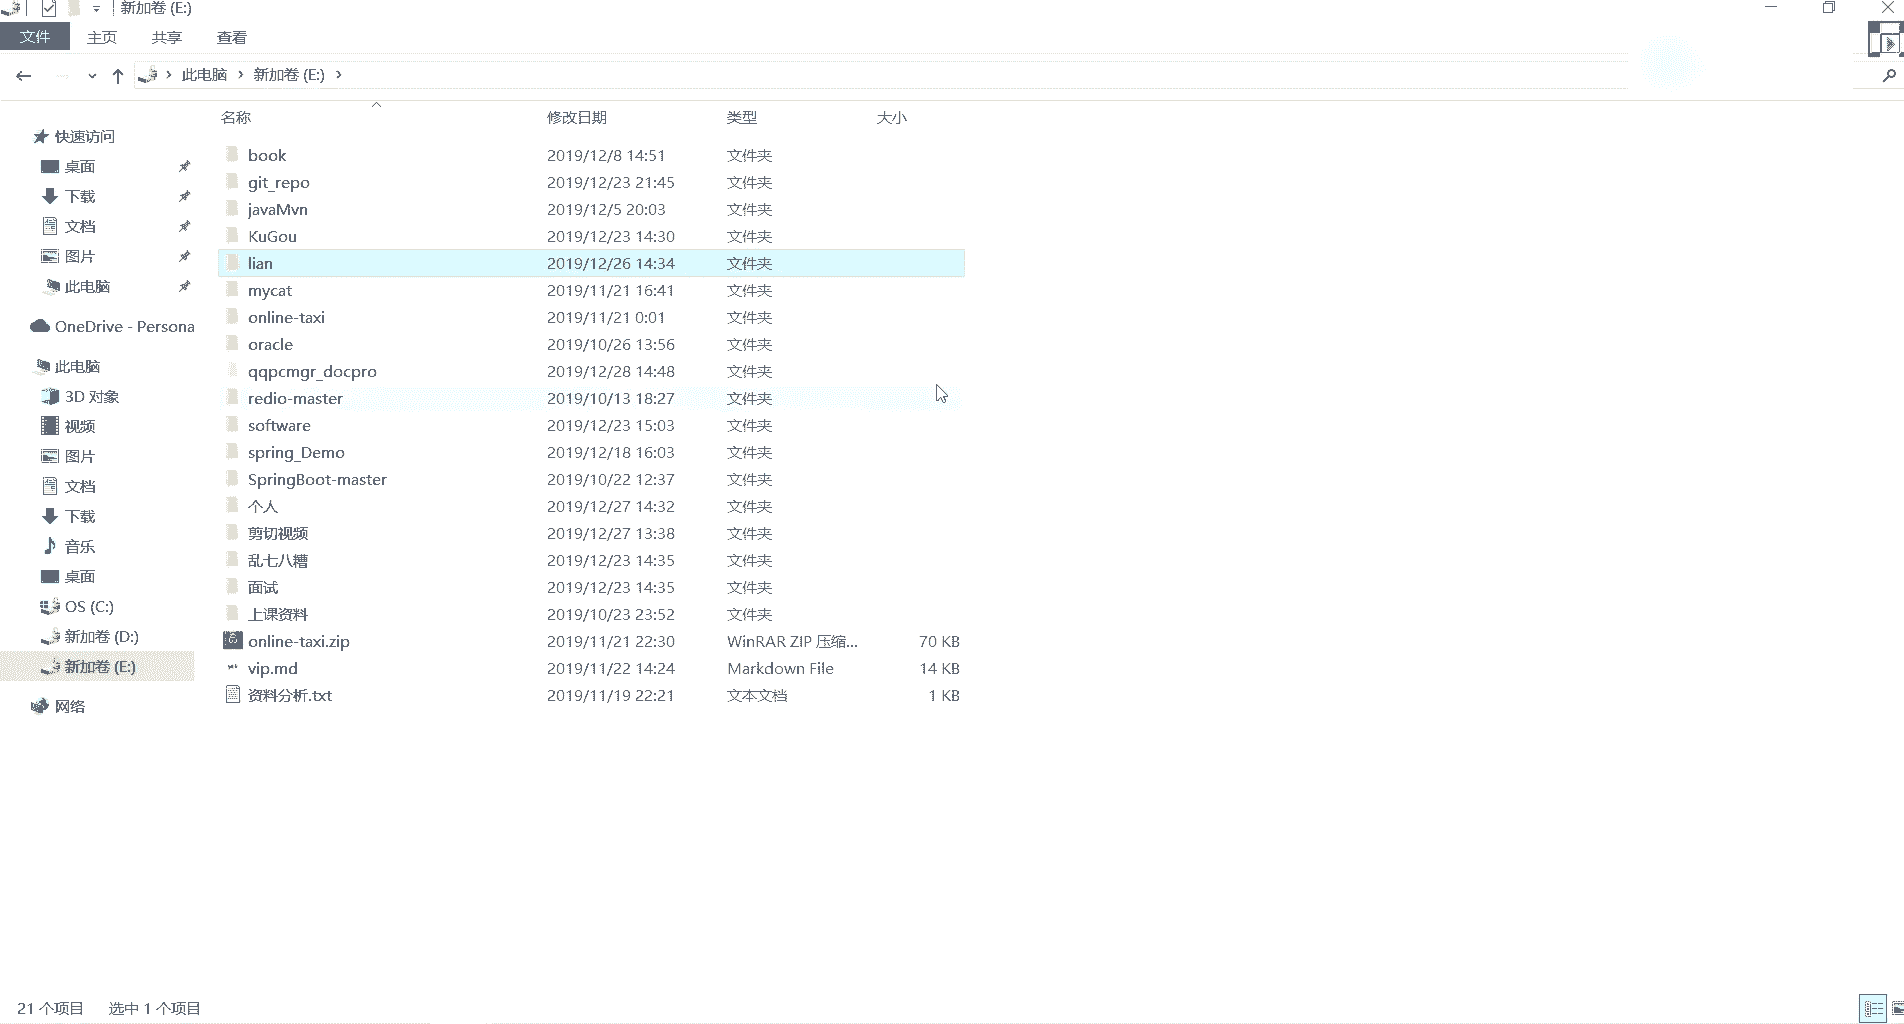 新加卷 (E:)
文件 主页 共享 查看
此电脑 › 新加卷 (E:) ›
名称 修改日期 类型 大小
快速访问
桌面
下载
文档
图片
此电脑
OneDrive - Persona
此电脑
3D 对象
视频
图片
文档
下载
音乐
桌面
OS (C:)
新加卷 (D:)
新加卷 (E:)
网络
book 2019/12/8 14:51 文件夹
git_repo 2019/12/23 21:45 文件夹
javaMvn 2019/12/5 20:03 文件夹
KuGou 2019/12/23 14:30 文件夹
lian 2019/12/26 14:34 文件夹
mycat 2019/11/21 16:41 文件夹
online-taxi 2019/11/21 0:01 文件夹
oracle 2019/10/26 13:56 文件夹
qqpcmgr_docpro 2019/12/28 14:48 文件夹
redio-master 2019/10/13 18:27 文件夹
software 2019/12/23 15:03 文件夹
spring_Demo 2019/12/18 16:03 文件夹
SpringBoot-master 2019/10/22 12:37 文件夹
个人 2019/12/27 14:32 文件夹
剪切视频 2019/12/27 13:38 文件夹
乱七八糟 2019/12/23 14:35 文件夹
面试 2019/12/23 14:35 文件夹
上课资料 2019/10/23 23:52 文件夹
online-taxi.zip 2019/11/21 22:30 WinRAR ZIP 压缩... 70 KB
vip.md 2019/11/22 14:24 Markdown File 14 KB
资料分析.txt 2019/11/19 22:21 文本文档 1 KB
21 个项目 选中 1 个项目